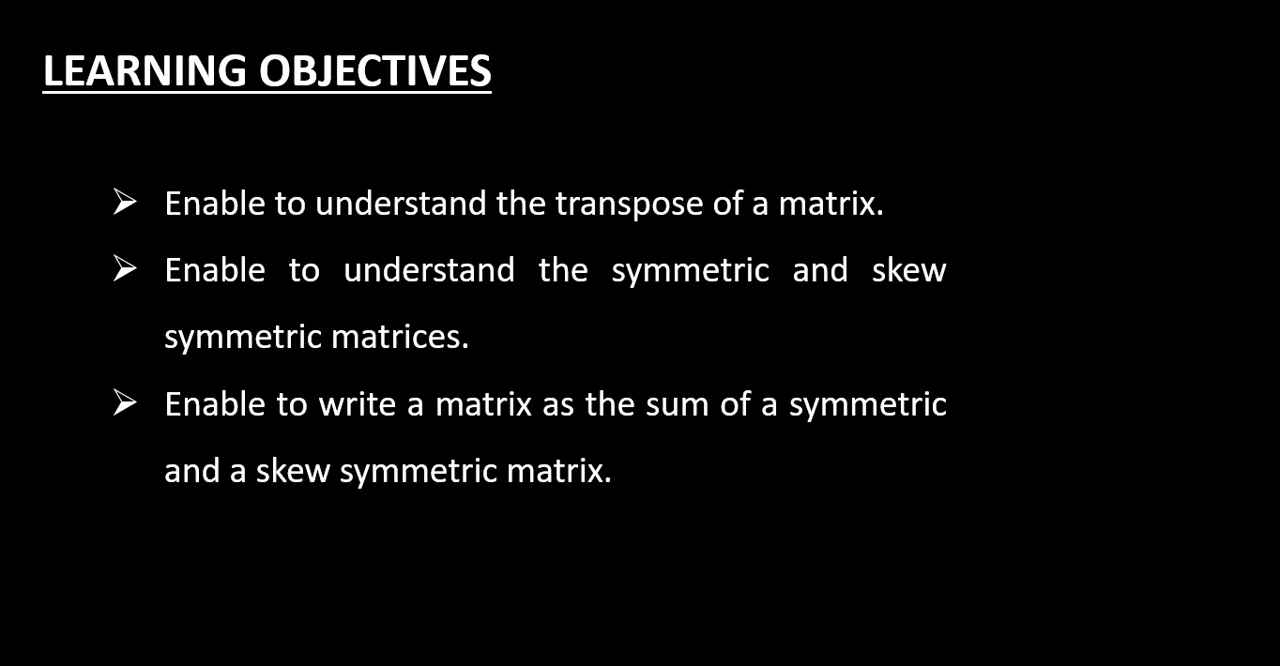 LEARNING OBJECTIVES
➢ Enable to understand the transpose of a matrix.
➢ Enable to understand the symmetric and skew
symmetric matrices.
➢ Enable to write a matrix as the sum of a symmetric
and a skew symmetric matrix.